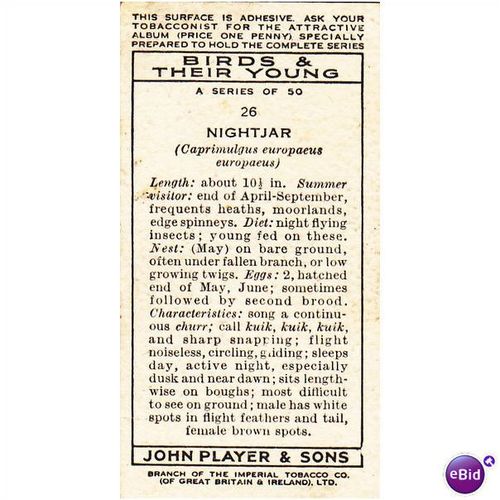 THIS SURFACE IS ADHESIVE. ASK YOUR
TOBACCONIST FOR THE ATTRACTIVE
ALBUM (PRICE ONE PENNY) SPECIALLY
PREPARED TO HOLD THE COMPLETE SERIES
BIRDS &
THEIR YOUNG
A SERIES OF 50
26
NIGHTJAR
(Caprimulgus europaeus
europaeus)
Length: about 10½ in. Summer
visitor: end of April-September,
frequents heaths, moorlands,
edge spinneys. Diet: night flying
insects; young fed on these.
Nest: (May) on bare ground,
often under fallen branch, or low
growing twigs. Eggs: 2, hatched
end of May, June; sometimes
followed by second brood.
Characteristics: song a continu-
ous churr; call kuik, kuik, kuik,
and sharp snapping; flight
noiseless, circling, gliding; sleeps
day, active night, especially
dusk and near dawn; sits length-
wise on boughs; most difficult
to see on ground; male has white
spots in flight feathers and tail,
female brown spots.
JOHN PLAYER & SONS
BRANCH OF THE IMPERIAL TOBACCO CO.
(OF GREAT BRITAIN & IRELAND), LTD.
eBid